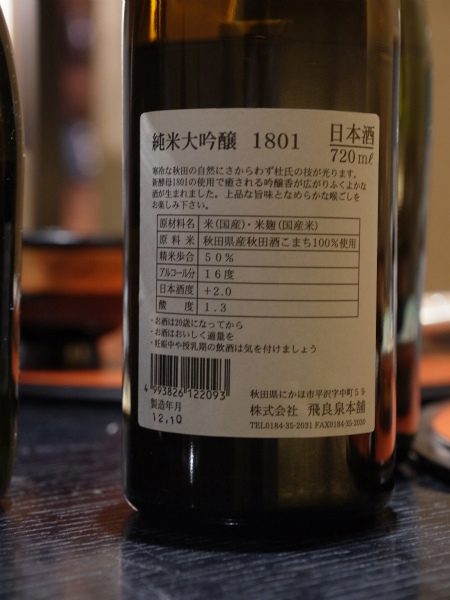 純米大吟醸 1801
日本酒
720mℓ
寒冷な秋田の自然にさからわず杜氏の技が光ります。
新酵母1801の使用で癒される吟醸香が広がりふくよかな
酒が生まれました。上品な旨味となめらかな喉ごしを
お楽しみ下さい。
原材料名 米(国産)・米麹(国産米)
原料米 秋田県産秋田酒こまち100%使用
精米歩合 50%
アルコール分 16度
日本酒度 +2.0
酸度 1.3
・お酒は20歳になってから
・お酒はおいしく適量を
・妊娠中や授乳期の飲酒は気を付けましょう
4 993826 122093
製造年月
12.10
秋田県にかほ市平沢字中町59
株式会社 飛良泉本舗
TEL0184-35-2031 FAX0184-35-2030